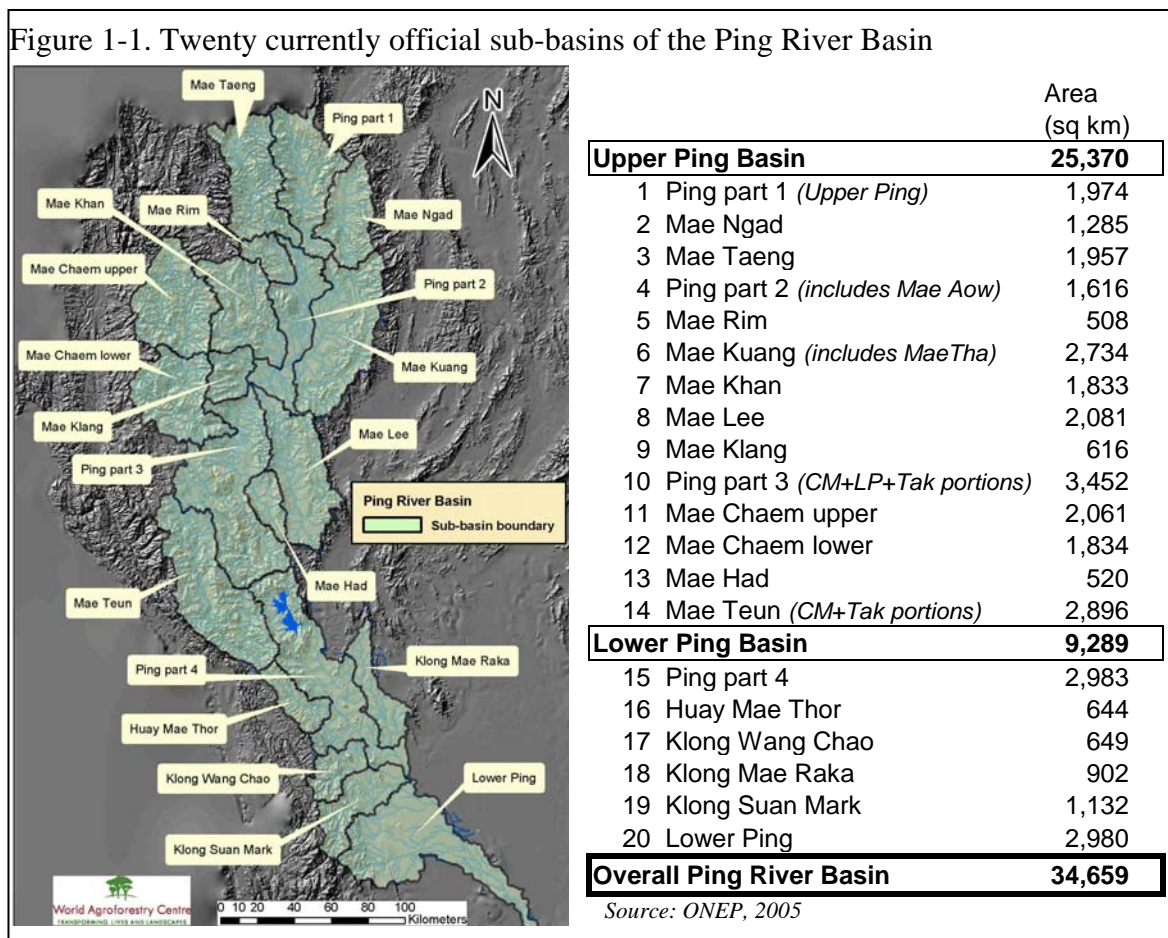 Figure 1-1. Twenty currently official sub-basins of the Ping River Basin
Mae Taeng
Ping part 1
N
Mae Khan
Mae Rim
Mae Ngad
Mae Chaem upper
Ping part 2
Mae Chaem lower
Mae Kuang
Mae Klang
Mae Lee
Ping part 3
Ping River Basin
Sub-basin boundary
Mae Had
Mae Teun
Klong Mae Raka
Ping part 4
Huay Mae Thor
Klong Wang Chao
Lower Ping
Klong Suan Mark
World Agroforestry Centre
TRANSFORMING LIVES AND LANDSCAPES
0 10 20 40 60 80 100
Kilometers
Area
(sq km)
Upper Ping Basin 25,370
1 Ping part 1 (Upper Ping) 1,974
2 Mae Ngad 1,285
3 Mae Taeng 1,957
4 Ping part 2 (includes Mae Aow) 1,616
5 Mae Rim 508
6 Mae Kuang (includes MaeTha) 2,734
7 Mae Khan 1,833
8 Mae Lee 2,081
9 Mae Klang 616
10 Ping part 3 (CM+LP+Tak portions) 3,452
11 Mae Chaem upper 2,061
12 Mae Chaem lower 1,834
13 Mae Had 520
14 Mae Teun (CM+Tak portions) 2,896
Lower Ping Basin 9,289
15 Ping part 4 2,983
16 Huay Mae Thor 644
17 Klong Wang Chao 649
18 Klong Mae Raka 902
19 Klong Suan Mark 1,132
20 Lower Ping 2,980
Overall Ping River Basin 34,659
Source: ONEP, 2005